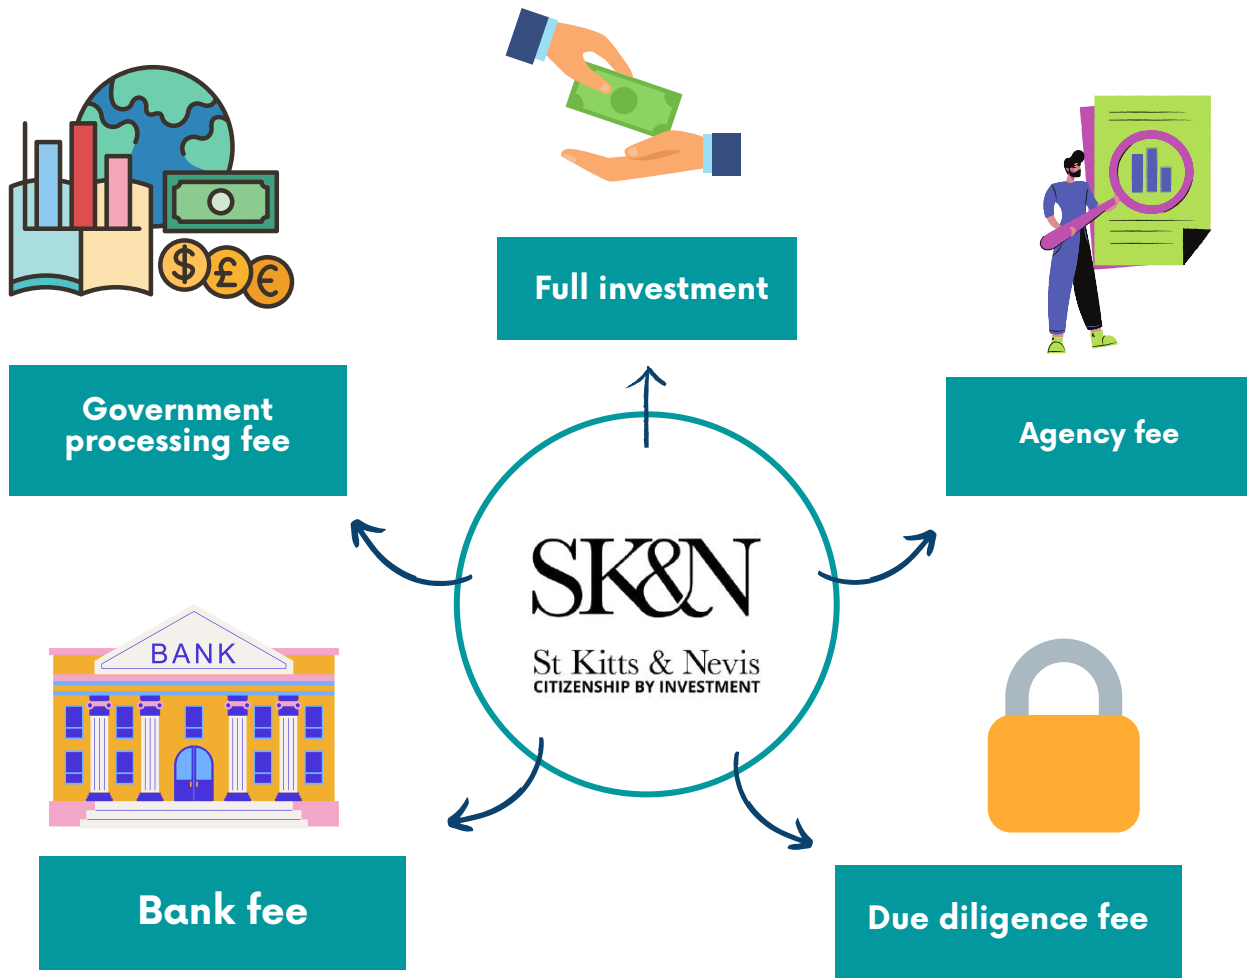 Full investment
Government
processing fee
Agency fee
$ £ €
SK&N
St Kitts & Nevis
CITIZENSHIP BY INVESTMENT
BANK
Bank fee
Due diligence fee